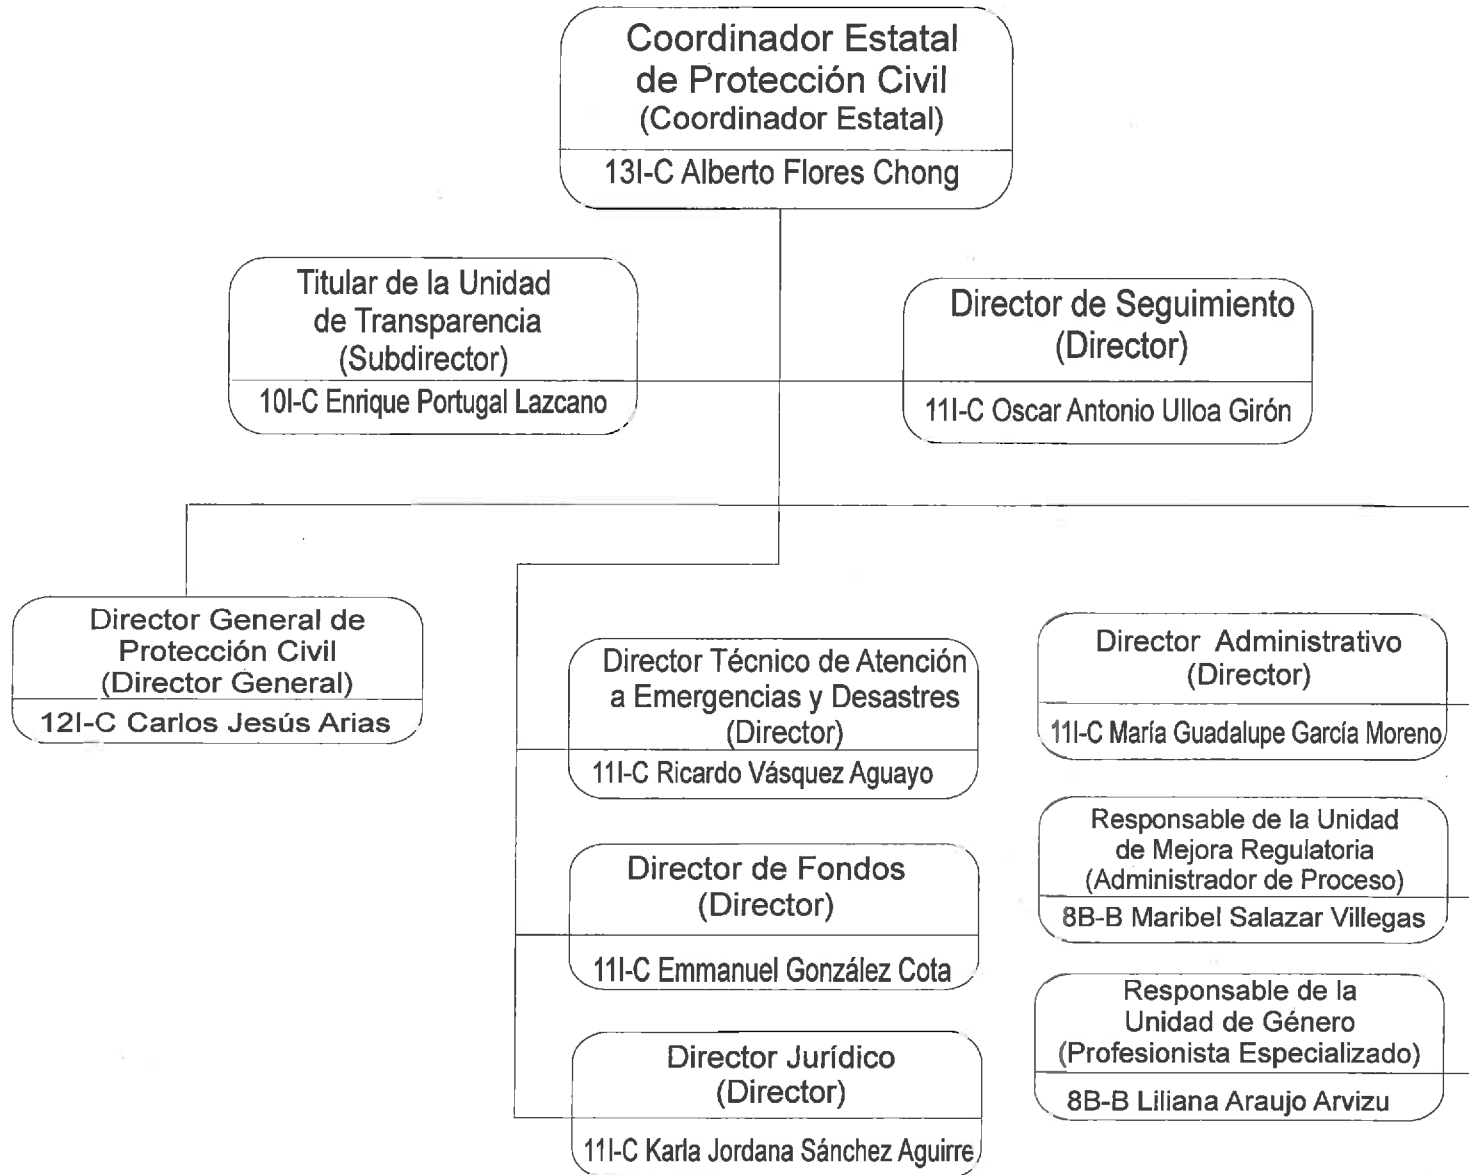 Coordinador Estatal
de Protección Civil
(Coordinador Estatal)
13I-C Alberto Flores Chong
Titular de la Unidad
de Transparencia
(Subdirector)
10I-C Enrique Portugal Lazcano
Director de Seguimiento
(Director)
11I-C Oscar Antonio Ulloa Girón
Director General de
Protección Civil
(Director General)
12I-C Carlos Jesús Arias
Director Técnico de Atención
a Emergencias y Desastres
(Director)
11I-C Ricardo Vásquez Aguayo
Director de Fondos
(Director)
11I-C Emmanuel González Cota
Director Jurídico
(Director)
11I-C Karla Jordana Sánchez Aguirre
Director Administrativo
(Director)
11I-C María Guadalupe García Moreno
Responsable de la Unidad
de Mejora Regulatoria
(Administrador de Proceso)
8B-B Maribel Salazar Villegas
Responsable de la
Unidad de Género
(Profesionista Especializado)
8B-B Liliana Araujo Arvizu